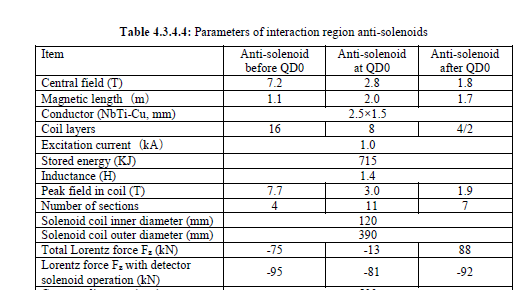 Table 4.3.4.4: Parameters of interaction region anti-solenoids
Item Anti-solenoid Anti-solenoid Anti-solenoid
before QD0 at QD0 after QD0
Central field (T) 7.2 2.8 1.8
Magnetic length (m) 1.1 2.0 1.7
Conductor (NbTi-Cu, mm) 2.5×1.5
Coil layers 16 8 4/2
Excitation current (kA) 1.0
Stored energy (KJ) 715
Inductance (H) 1.4
Peak field in coil (T) 7.7 3.0 1.9
Number of sections 4 11 7
Solenoid coil inner diameter (mm) 120
Solenoid coil outer diameter (mm) 390
Total Lorentz force Fz (kN) -75 -13 88
Lorentz force Fz with detector
solenoid operation (kN) -95 -81 -92